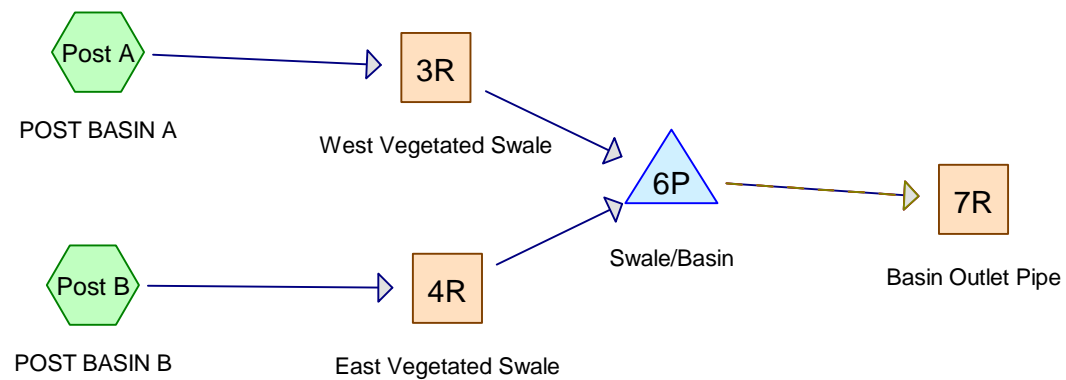 Post A
POST BASIN A
3R
West Vegetated Swale
6P
Swale/Basin
7R
Basin Outlet Pipe
Post B
POST BASIN B
4R
East Vegetated Swale